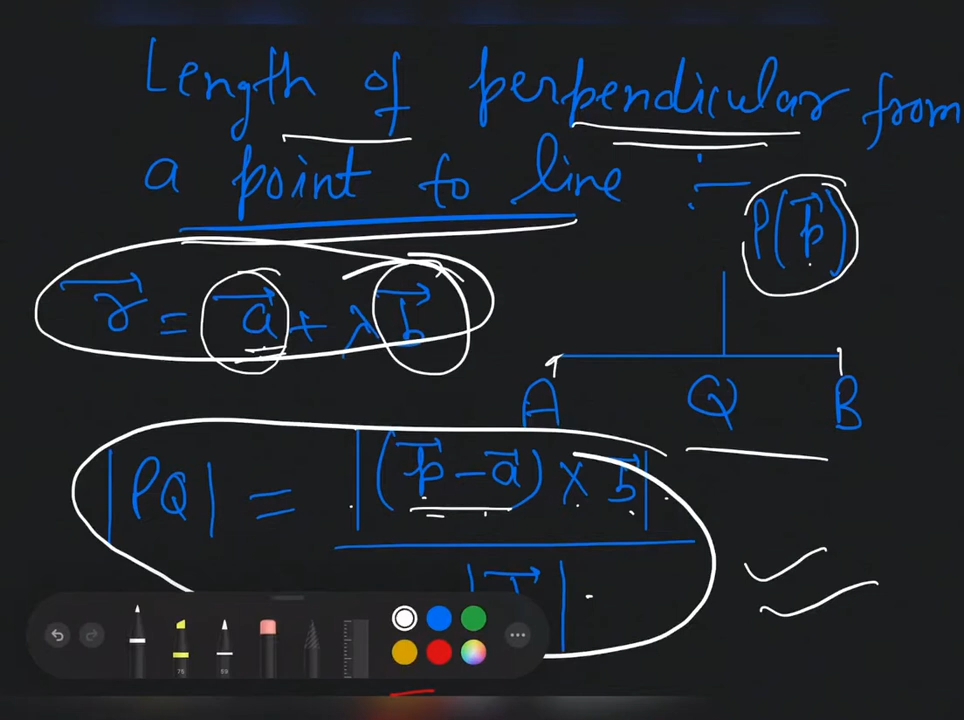 Length of perpendicular from
a point to line :-
P(p⃗)
r⃗ = a⃗ + λb⃗
A Q B
|PQ| = |(p⃗ - a⃗) × b⃗|